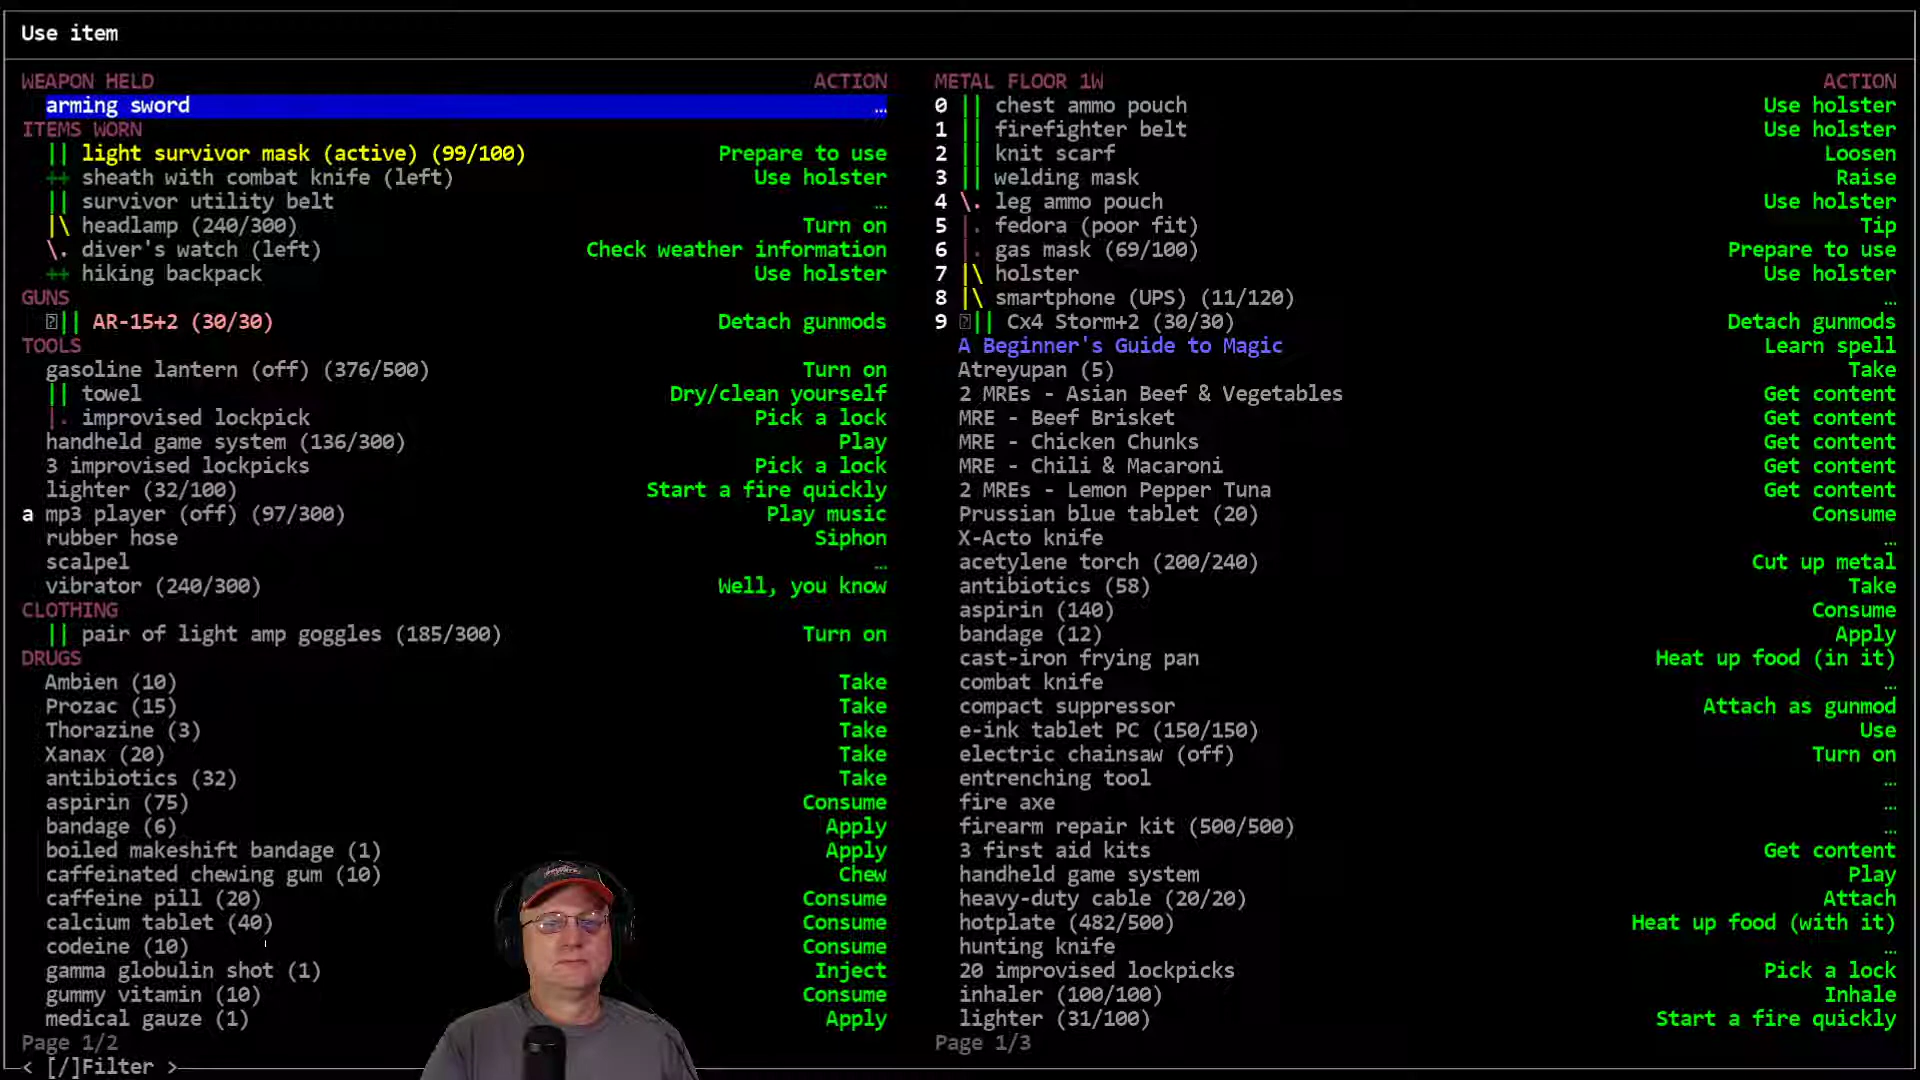 Use item
WEAPON HELD ACTION
arming sword …
ITEMS WORN
|| light survivor mask (active) (99/100) Prepare to use
++ sheath with combat knife (left) Use holster
|| survivor utility belt …
|\ headlamp (240/300) Turn on
\. diver's watch (left) Check weather information
++ hiking backpack Use holster
GUNS
|| AR-15+2 (30/30) Detach gunmods
TOOLS
gasoline lantern (off) (376/500) Turn on
|| towel Dry/clean yourself
|. improvised lockpick Pick a lock
handheld game system (136/300) Play
3 improvised lockpicks Pick a lock
lighter (32/100) Start a fire quickly
a mp3 player (off) (97/300) Play music
rubber hose Siphon
scalpel …
vibrator (240/300) Well, you know
CLOTHING
|| pair of light amp goggles (185/300) Turn on
DRUGS
Ambien (10) Take
Prozac (15) Take
Thorazine (3) Take
Xanax (20) Take
antibiotics (32) Take
aspirin (75) Consume
bandage (6) Apply
boiled makeshift bandage (1) Apply
caffeinated chewing gum (10) Chew
caffeine pill (20) Consume
calcium tablet (40) Consume
codeine (10) Consume
gamma globulin shot (1) Inject
gummy vitamin (10) Consume
medical gauze (1) Apply
Page 1/2
< [/]Filter >
METAL FLOOR 1W ACTION
0 || chest ammo pouch Use holster
1 || firefighter belt Use holster
2 || knit scarf Loosen
3 || welding mask Raise
4 \. leg ammo pouch Use holster
5 |. fedora (poor fit) Tip
6 |. gas mask (69/100) Prepare to use
7 |\ holster Use holster
8 |\ smartphone (UPS) (11/120) …
9 || Cx4 Storm+2 (30/30) Detach gunmods
A Beginner's Guide to Magic Learn spell
Atreyupan (5) Take
2 MREs - Asian Beef & Vegetables Get content
MRE - Beef Brisket Get content
MRE - Chicken Chunks Get content
MRE - Chili & Macaroni Get content
2 MREs - Lemon Pepper Tuna Get content
Prussian blue tablet (20) Consume
X-Acto knife …
acetylene torch (200/240) Cut up metal
antibiotics (58) Take
aspirin (140) Consume
bandage (12) Apply
cast-iron frying pan Heat up food (in it)
combat knife …
compact suppressor Attach as gunmod
e-ink tablet PC (150/150) Use
electric chainsaw (off) Turn on
entrenching tool …
fire axe …
firearm repair kit (500/500) …
3 first aid kits Get content
handheld game system Play
heavy-duty cable (20/20) Attach
hotplate (482/500) Heat up food (with it)
hunting knife …
20 improvised lockpicks Pick a lock
inhaler (100/100) Inhale
lighter (31/100) Start a fire quickly
Page 1/3